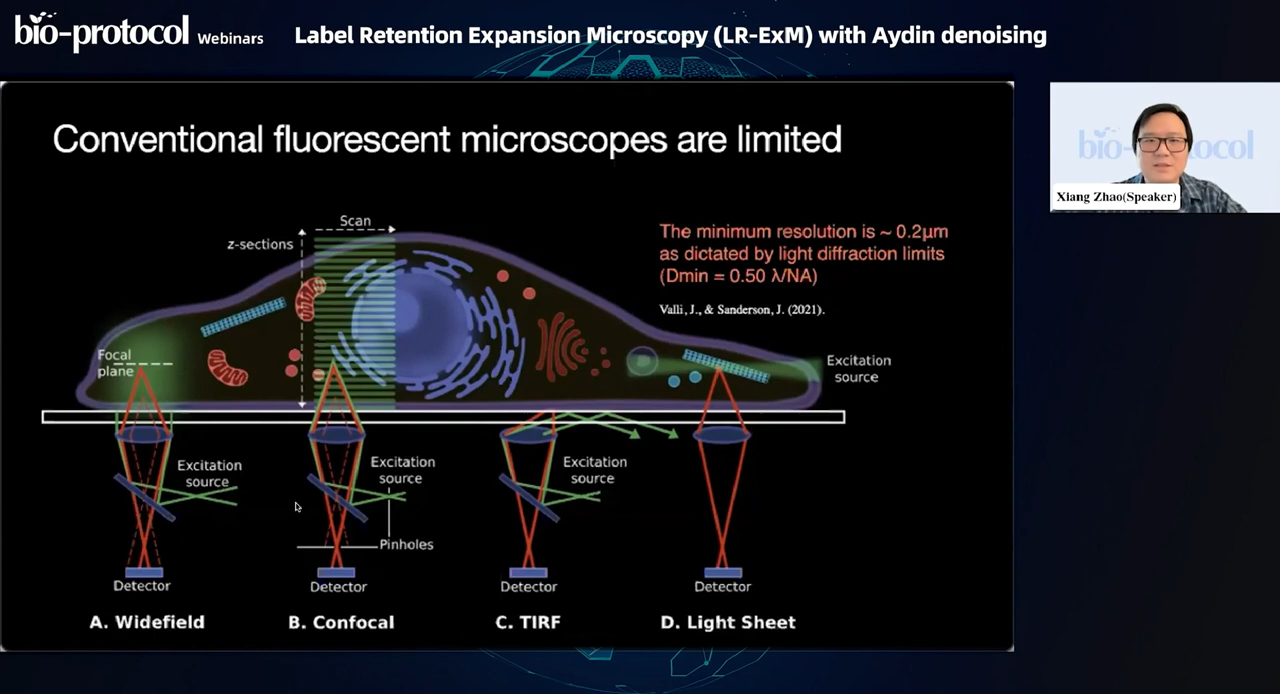 bio-protocol Webinars
Label Retention Expansion Microscopy (LR-ExM) with Aydin denoising
Conventional fluorescent microscopes are limited
Scan
z-sections
The minimum resolution is ~ 0.2μm
as dictated by light diffraction limits
(Dmin = 0.50 λ/NA)
Valli, J., & Sanderson, J. (2021).
Focal
plane
Excitation
source
Excitation
source
Excitation
source
Excitation
source
Pinholes
Detector
Detector
Detector
Detector
A. Widefield
B. Confocal
C. TIRF
D. Light Sheet
bio-protocol
Xiang Zhao(Speaker)